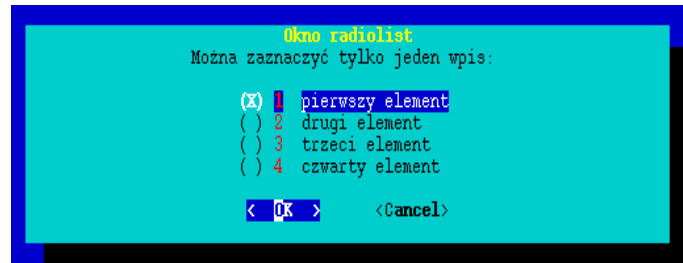 Okno radiolist
Można zaznaczyć tylko jeden wpis:
(X) 1 pierwszy element
( ) 2 drugi element
( ) 3 trzeci element
( ) 4 czwarty element
< OK > <Cancel>